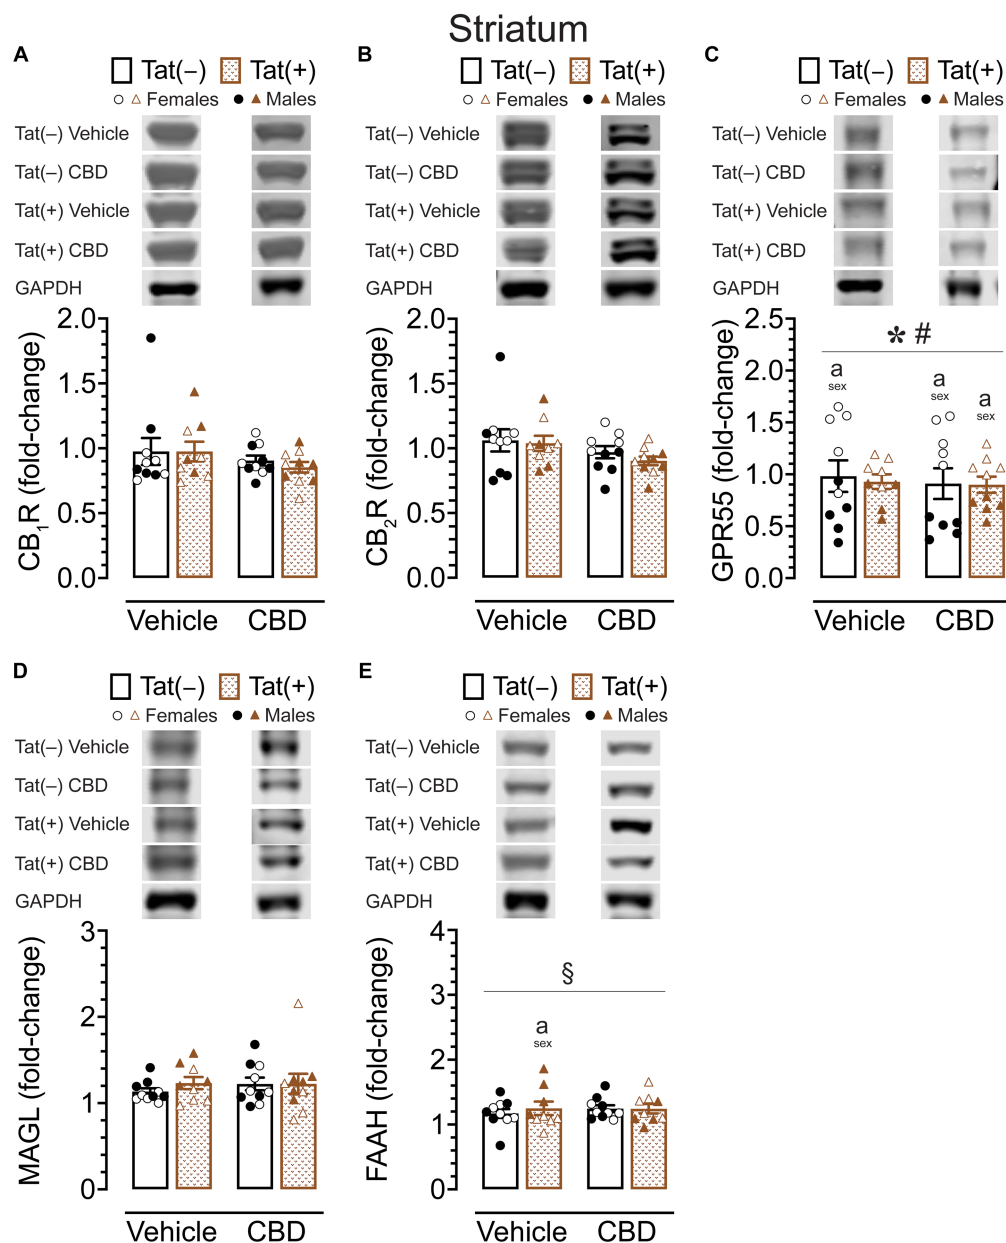 Striatum
A
Tat(−) Tat(+)
Females Males
Tat(−) Vehicle
Tat(−) CBD
Tat(+) Vehicle
Tat(+) CBD
GAPDH
CB1R (fold-change)
2.0
1.5
1.0
0.5
0.0
Vehicle CBD
B
Tat(−) Tat(+)
Females Males
Tat(−) Vehicle
Tat(−) CBD
Tat(+) Vehicle
Tat(+) CBD
GAPDH
CB2R (fold-change)
2.0
1.5
1.0
0.5
0.0
Vehicle CBD
C
Tat(−) Tat(+)
Females Males
Tat(−) Vehicle
Tat(−) CBD
Tat(+) Vehicle
Tat(+) CBD
GAPDH
GPR55 (fold-change)
2.5
2.0
1.5
1.0
0.5
0.0
* #
a
sex
a
sex
a
sex
Vehicle CBD
D
Tat(−) Tat(+)
Females Males
Tat(−) Vehicle
Tat(−) CBD
Tat(+) Vehicle
Tat(+) CBD
GAPDH
MAGL (fold-change)
3
2
1
0
Vehicle CBD
E
Tat(−) Tat(+)
Females Males
Tat(−) Vehicle
Tat(−) CBD
Tat(+) Vehicle
Tat(+) CBD
GAPDH
FAAH (fold-change)
4
3
2
1
0
§
a
sex
Vehicle CBD